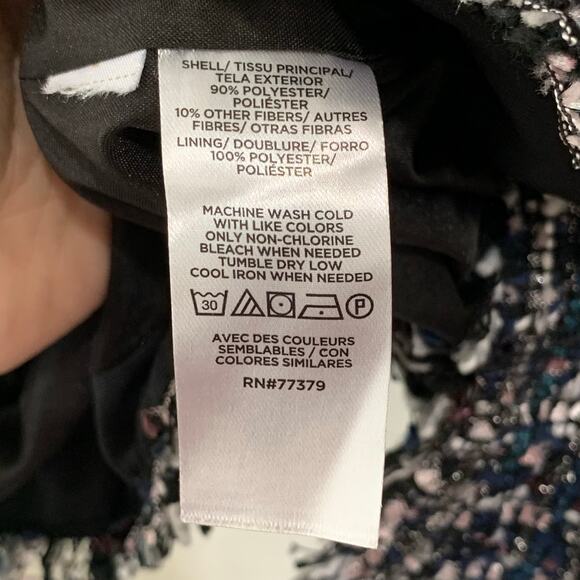 SHELL/ TISSU PRINCIPAL/
TELA EXTERIOR
90% POLYESTER/
POLIÉSTER
10% OTHER FIBERS/ AUTRES
FIBRES/ OTRAS FIBRAS
LINING/ DOUBLURE/ FORRO
100% POLYESTER/
POLIÉSTER
MACHINE WASH COLD
WITH LIKE COLORS
ONLY NON-CHLORINE
BLEACH WHEN NEEDED
TUMBLE DRY LOW
COOL IRON WHEN NEEDED
30 P
AVEC DES COULEURS
SEMBLABLES / CON
COLORES SIMILARES
RN#77379